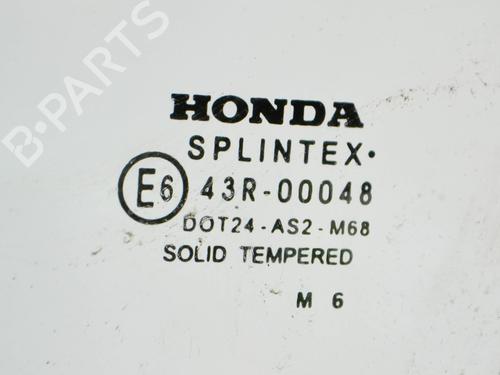 B-PARTS
HONDA
SPLINTEX·
E6 43R-00048
DOT24-AS2-M68
SOLID TEMPERED
M 6